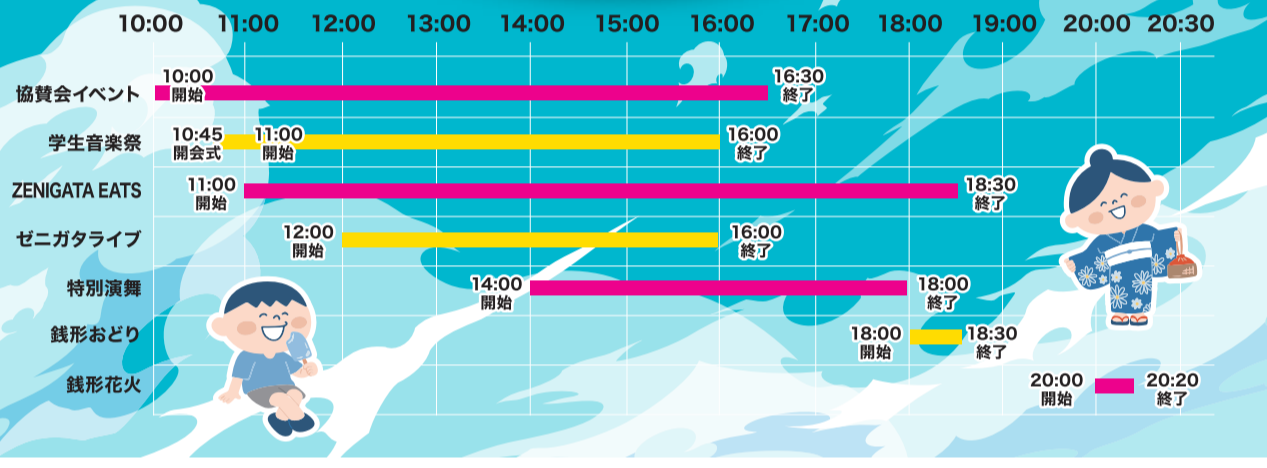 10:00 11:00 12:00 13:00 14:00 15:00 16:00 17:00 18:00 19:00 20:00 20:30
協賛会イベント
10:00
開始
16:30
終了
学生音楽祭
10:45
開会式
11:00
開始
16:00
終了
ZENIGATA EATS
11:00
開始
18:30
終了
ゼニガタライブ
12:00
開始
16:00
終了
特別演舞
14:00
開始
18:00
終了
銭形おどり
18:00
開始
18:30
終了
銭形花火
20:00
開始
20:20
終了